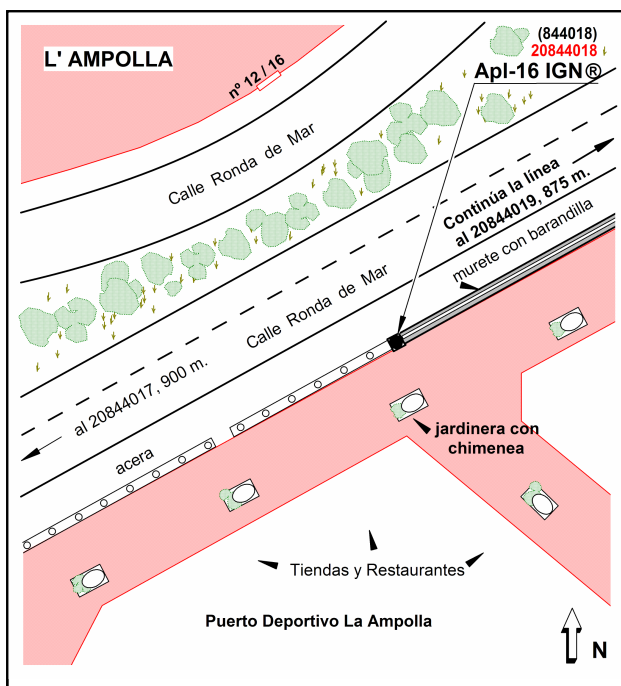 L' AMPOLLA
nº 12 / 16
(844018)
20844018
Apl-16 IGN®
Calle Ronda de Mar
Continúa la línea
al 20844019, 875 m.
murete con barandilla
Calle Ronda de Mar
al 20844017, 900 m.
acera
jardinera con
chimenea
Tiendas y Restaurantes
Puerto Deportivo La Ampolla
N